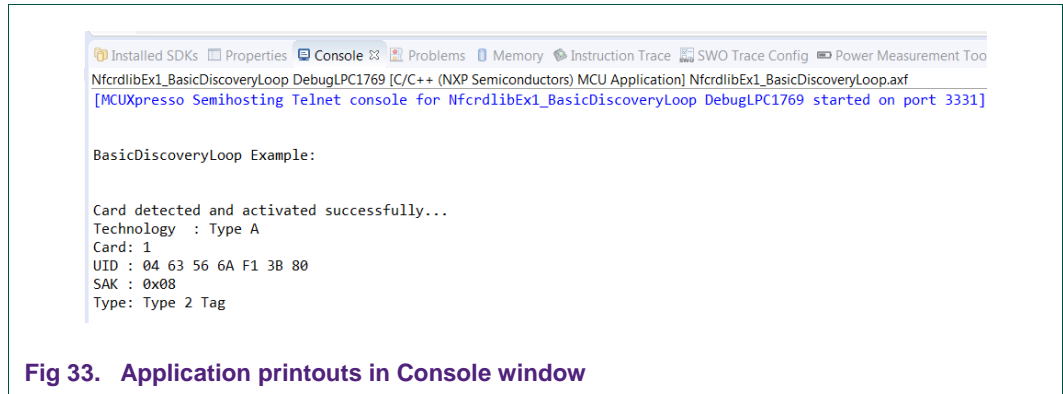 Installed SDKs Properties Console Problems Memory Instruction Trace SWO Trace Config Power Measurement Too
NfcrdlibEx1_BasicDiscoveryLoop DebugLPC1769 [C/C++ (NXP Semiconductors) MCU Application] NfcrdlibEx1_BasicDiscoveryLoop.axf
[MCUXpresso Semihosting Telnet console for NfcrdlibEx1_BasicDiscoveryLoop DebugLPC1769 started on port 3331]
BasicDiscoveryLoop Example:
Card detected and activated successfully...
Technology  : Type A
Card: 1
UID : 04 63 56 6A F1 3B 80
SAK : 0x08
Type: Type 2 Tag
Fig 33. Application printouts in Console window